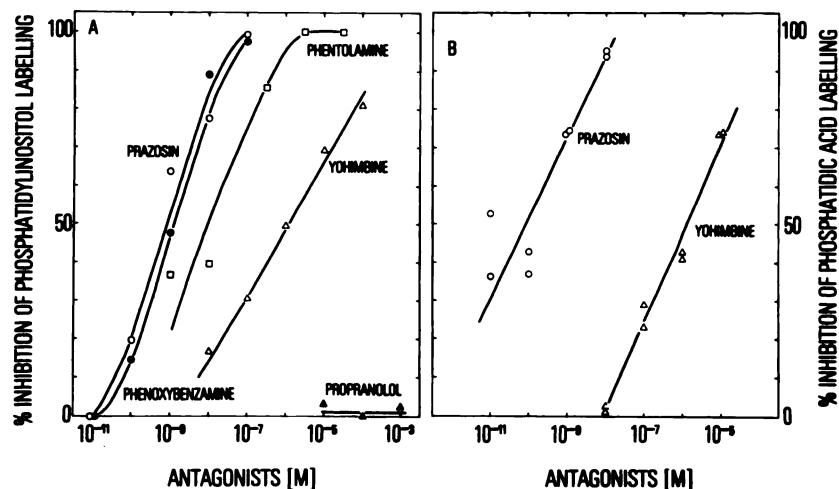 % INHIBITION OF PHOSPHATIDYLINOSITOL LABELLING
100
50
0
A
PHENTOLAMINE
PRAZOSIN
YOHIMBINE
PHENOXYBENZAMINE
PROPRANOLOL
10⁻¹¹ 10⁻⁹ 10⁻⁷ 10⁻⁵ 10⁻³
ANTAGONISTS [M]
B
PRAZOSIN
YOHIMBINE
10⁻¹¹ 10⁻⁹ 10⁻⁷ 10⁻⁵
ANTAGONISTS [M]
100
50
0
% INHIBITION OF PHOSPHATIDIC ACID LABELLING